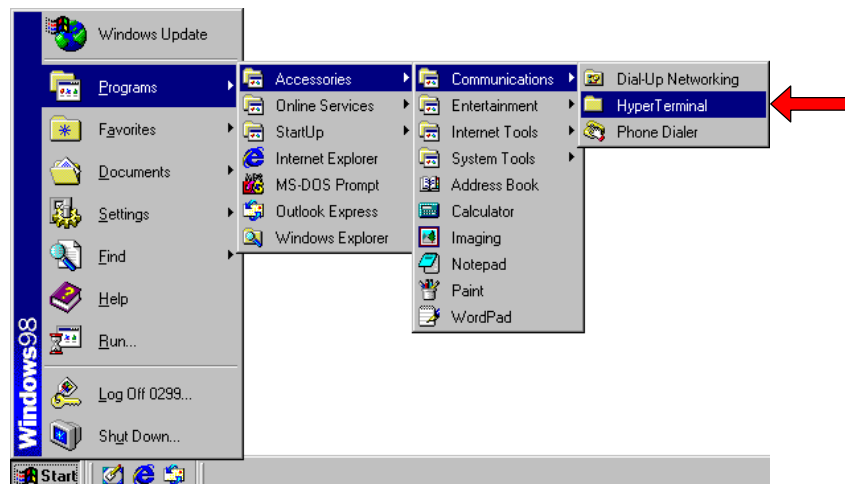 Windows Update
Programs
Favorites
Documents
Settings
Find
Help
Run...
Log Off 0299...
Shut Down...
Windows98
Start
Accessories
Online Services
StartUp
Internet Explorer
MS-DOS Prompt
Outlook Express
Windows Explorer
Communications
Entertainment
Internet Tools
System Tools
Address Book
Calculator
Imaging
Notepad
Paint
WordPad
Dial-Up Networking
HyperTerminal
Phone Dialer